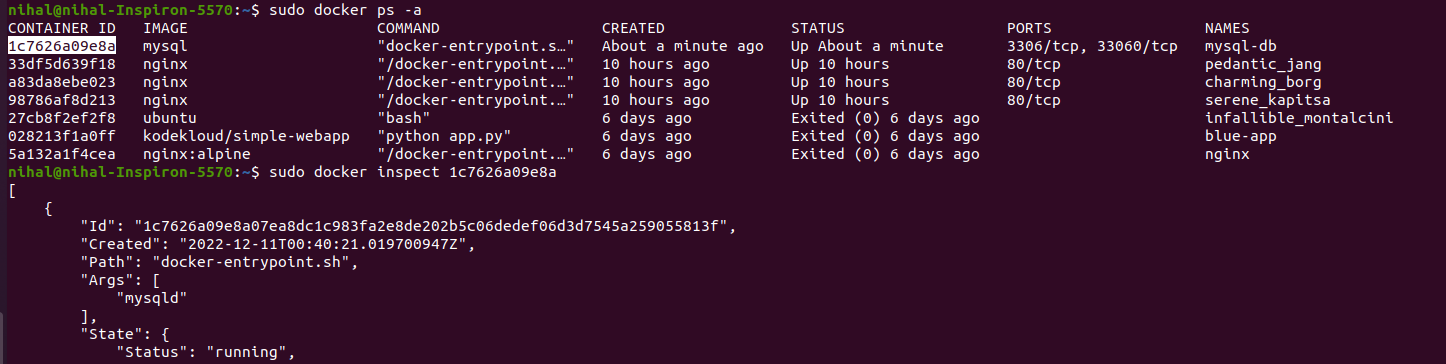 nihal@nihal-Inspiron-5570:~$ sudo docker ps -a
CONTAINER ID   IMAGE                      COMMAND                  CREATED              STATUS                  PORTS                 NAMES
1c7626a09e8a   mysql                      "docker-entrypoint.s…"   About a minute ago   Up About a minute       3306/tcp, 33060/tcp   mysql-db
33df5d639f18   nginx                      "/docker-entrypoint.…"   10 hours ago         Up 10 hours             80/tcp                pedantic_jang
a83da8ebe023   nginx                      "/docker-entrypoint.…"   10 hours ago         Up 10 hours             80/tcp                charming_borg
98786af8d213   nginx                      "/docker-entrypoint.…"   10 hours ago         Up 10 hours             80/tcp                serene_kapitsa
27cb8f2ef2f8   ubuntu                     "bash"                   6 days ago           Exited (0) 6 days ago                         infallible_montalcini
028213f1a0ff   kodekloud/simple-webapp    "python app.py"          6 days ago           Exited (0) 6 days ago                         blue-app
5a132a1f4cea   nginx:alpine               "/docker-entrypoint.…"   6 days ago           Exited (0) 6 days ago                         nginx
nihal@nihal-Inspiron-5570:~$ sudo docker inspect 1c7626a09e8a
[
    {
        "Id": "1c7626a09e8a07ea8dc1c983fa2e8de202b5c06dedef06d3d7545a259055813f",
        "Created": "2022-12-11T00:40:21.019700947Z",
        "Path": "docker-entrypoint.sh",
        "Args": [
            "mysqld"
        ],
        "State": {
            "Status": "running",